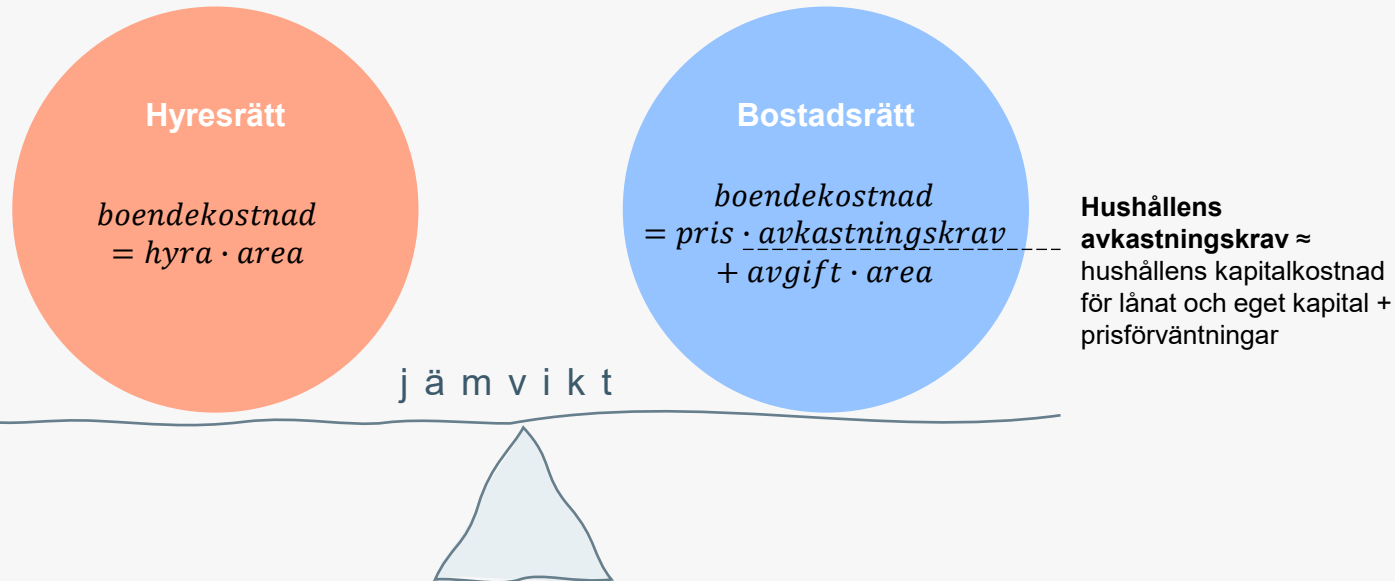 Hyresrätt
boendekostnad
= hyra · area
Bostadsrätt
boendekostnad
= pris · avkastningskrav
+ avgift · area
Hushållens
avkastningskrav ≈
hushållens kapitalkostnad
för lånat och eget kapital +
prisförväntningar
jämvikt